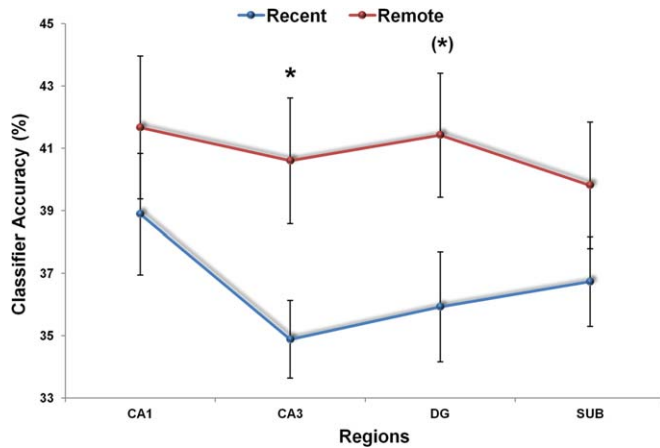 Recent Remote
45
43
41
39
37
35
33
Classifier Accuracy (%)
*
(*)
CA1 CA3 DG SUB
Regions